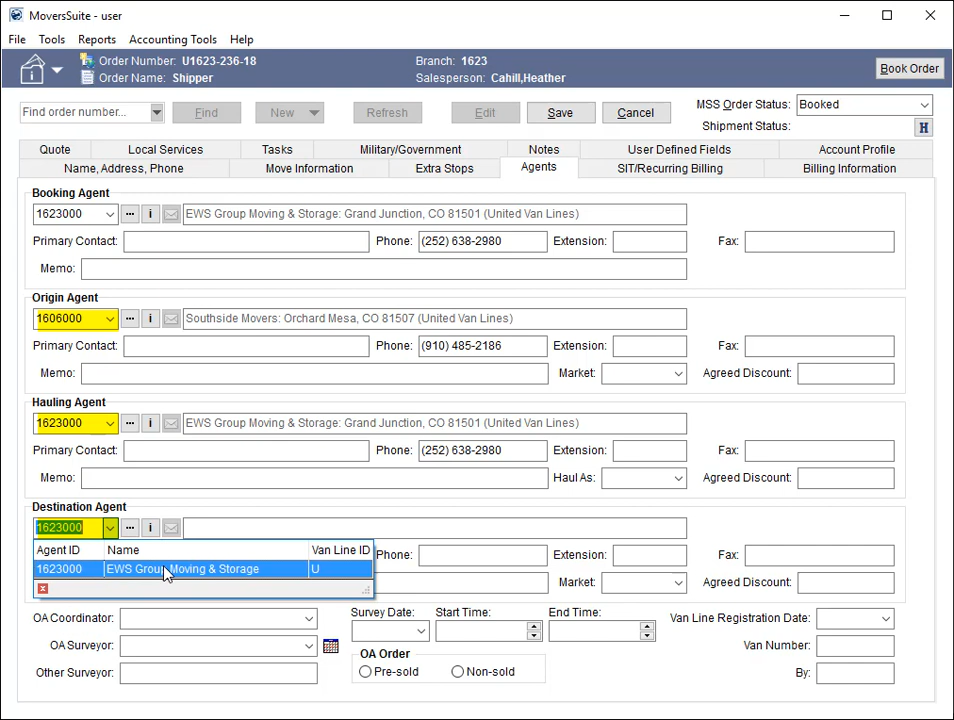 MoversSuite - user
File Tools Reports Accounting Tools Help
Order Number: U1623-236-18 Branch: 1623
Order Name: Shipper Salesperson: Cahill,Heather
Book Order
Find order number... Find New Refresh Edit Save Cancel MSS Order Status: Booked
Shipment Status: H
Quote Local Services Tasks Military/Government Notes User Defined Fields Account Profile
Name, Address, Phone Move Information Extra Stops Agents SIT/Recurring Billing Billing Information
Booking Agent
1623000 ... i EWS Group Moving & Storage: Grand Junction, CO 81501 (United Van Lines)
Primary Contact: Phone: (252) 638-2980 Extension: Fax:
Memo:
Origin Agent
1606000 ... i Southside Movers: Orchard Mesa, CO 81507 (United Van Lines)
Primary Contact: Phone: (910) 485-2186 Extension: Fax:
Memo: Market: Agreed Discount:
Hauling Agent
1623000 ... i EWS Group Moving & Storage: Grand Junction, CO 81501 (United Van Lines)
Primary Contact: Phone: (252) 638-2980 Extension: Fax:
Memo: Haul As: Agreed Discount:
Destination Agent
1623000 ... i
Agent ID Name Van Line ID
Phone: Extension: Fax:
1623000 EWS Group Moving & Storage U
Market: Agreed Discount:
OA Coordinator: Survey Date: Start Time: End Time: Van Line Registration Date:
OA Surveyor: Van Number:
OA Order
Other Surveyor: Pre-sold Non-sold By: